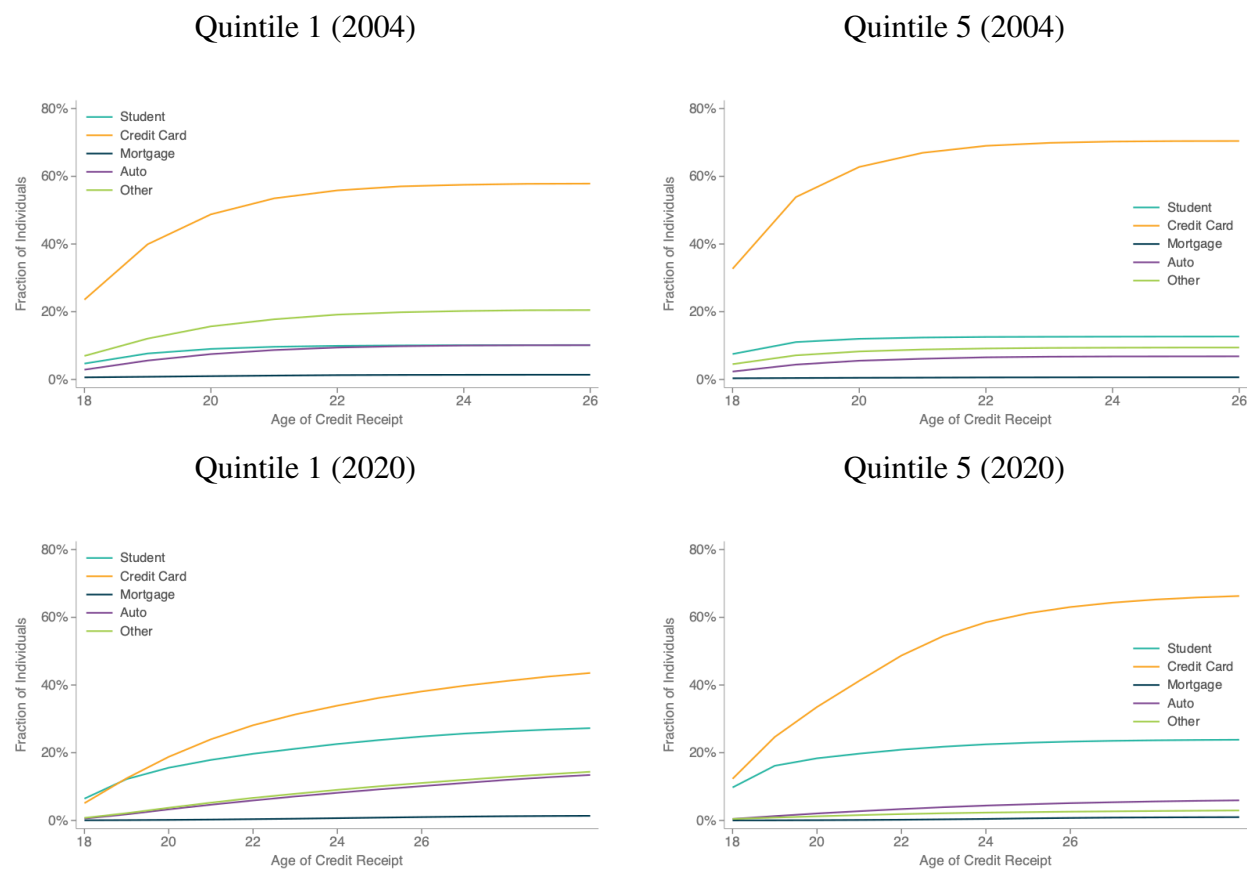 Quintile 1 (2004)
80%
60%
40%
20%
0%
Fraction of Individuals
Student
Credit Card
Mortgage
Auto
Other
18 20 22 24 26
Age of Credit Receipt
Quintile 5 (2004)
80%
60%
40%
20%
0%
Fraction of Individuals
Student
Credit Card
Mortgage
Auto
Other
18 20 22 24 26
Age of Credit Receipt
Quintile 1 (2020)
80%
60%
40%
20%
0%
Fraction of Individuals
Student
Credit Card
Mortgage
Auto
Other
18 20 22 24 26
Age of Credit Receipt
Quintile 5 (2020)
80%
60%
40%
20%
0%
Fraction of Individuals
Student
Credit Card
Mortgage
Auto
Other
18 20 22 24 26
Age of Credit Receipt